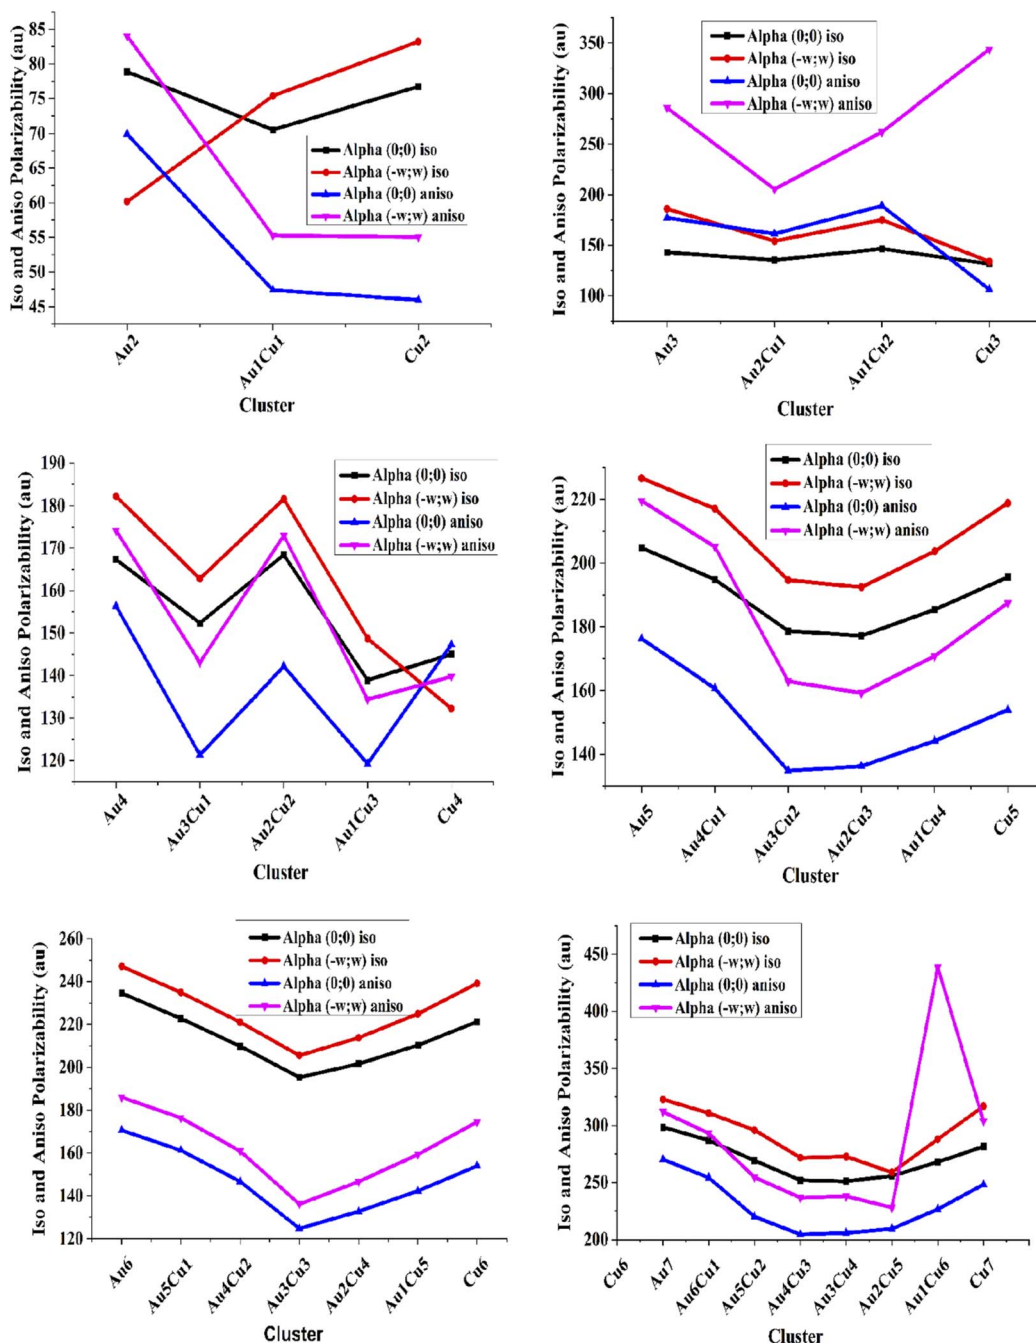 Iso and Aniso Polarizability (au)
85
80
75
70
65
60
55
50
45
Alpha (0;0) iso
Alpha (-w;w) iso
Alpha (0;0) aniso
Alpha (-w;w) aniso
Au2
Au1Cu1
Cu2
Cluster
Iso and Aniso Polarizability (au)
350
300
250
200
150
100
Alpha (0;0) iso
Alpha (-w;w) iso
Alpha (0;0) aniso
Alpha (-w;w) aniso
Au3
Au2Cu1
Au1Cu2
Cu3
Cluster
Iso and Aniso Polarizability (au)
190
180
170
160
150
140
130
120
Alpha (0;0) iso
Alpha (-w;w) iso
Alpha (0;0) aniso
Alpha (-w;w) aniso
Au4
Au3Cu1
Au2Cu2
Au1Cu3
Cu4
Cluster
Iso and Aniso Polarizability (au)
220
200
180
160
140
Alpha (0;0) iso
Alpha (-w;w) iso
Alpha (0;0) aniso
Alpha (-w;w) aniso
Au5
Au4Cu1
Au3Cu2
Au2Cu3
Au1Cu4
Cu5
Cluster
Iso and Aniso Polarizability (au)
260
240
220
200
180
160
140
120
Alpha (0;0) iso
Alpha (-w;w) iso
Alpha (0;0) aniso
Alpha (-w;w) aniso
Au6
Au5Cu1
Au4Cu2
Au3Cu3
Au2Cu4
Au1Cu5
Cu6
Cluster
Iso and Aniso Polarizability (au)
450
400
350
300
250
200
Alpha (0;0) iso
Alpha (-w;w) iso
Alpha (0;0) aniso
Alpha (-w;w) aniso
Cu6
Au7
Au6Cu1
Au5Cu2
Au4Cu3
Au3Cu4
Au2Cu5
Au1Cu6
Cu7
Cluster